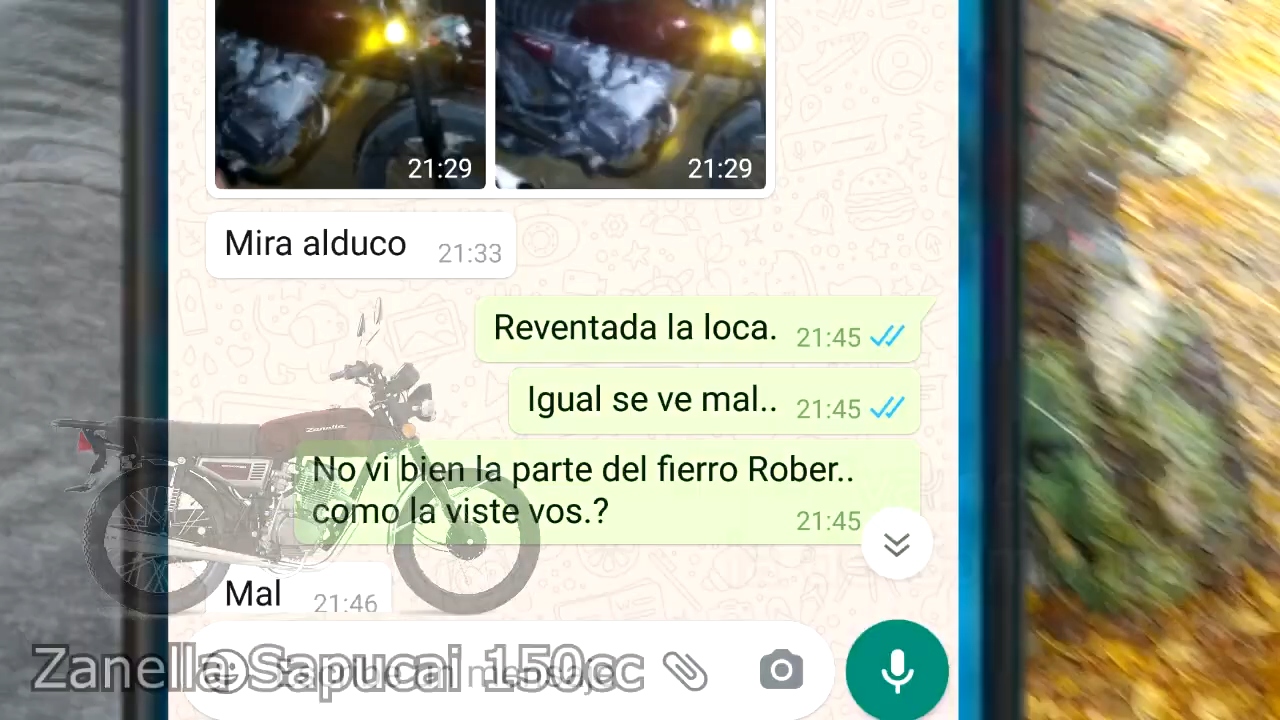 21:29
21:29
Mira alduco 21:33
Reventada la loca. 21:45
Igual se ve mal.. 21:45
No vi bien la parte del fierro Rober..
como la viste vos.? 21:45
Zanella
Mal 21:46
Zanella Sapucai 150cc